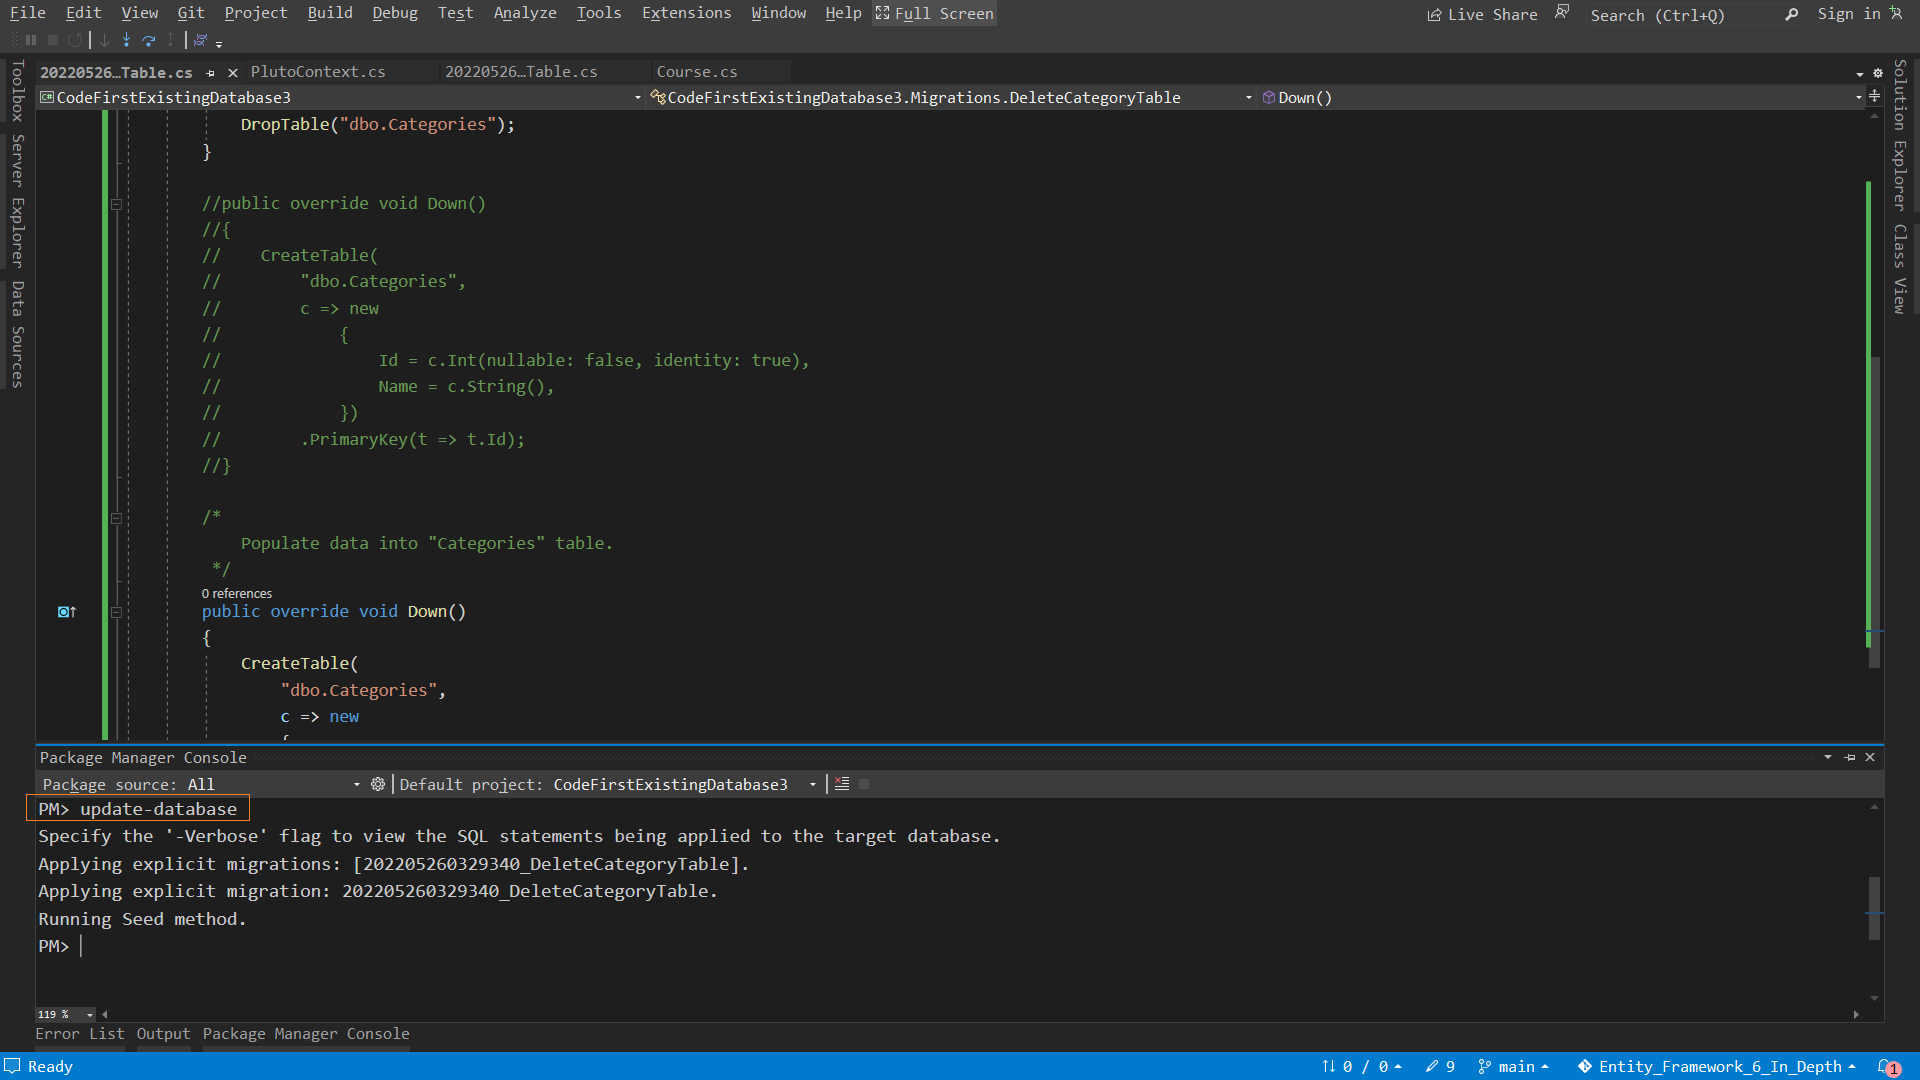 File Edit View Git Project Build Debug Test Analyze Tools Extensions Window Help Full Screen Live Share Search (Ctrl+Q) Sign in
20220526…Table.cs PlutoContext.cs 20220526…Table.cs Course.cs
CodeFirstExistingDatabase3 CodeFirstExistingDatabase3.Migrations.DeleteCategoryTable Down()
Toolbox
Server Explorer
Data Sources
Solution Explorer
Class View
DropTable("dbo.Categories");
}
//public override void Down()
//{
//    CreateTable(
//        "dbo.Categories",
//        c => new
//            {
//                Id = c.Int(nullable: false, identity: true),
//                Name = c.String(),
//            })
//        .PrimaryKey(t => t.Id);
//}
/*
Populate data into "Categories" table.
*/
0 references
public override void Down()
{
CreateTable(
"dbo.Categories",
c => new
{
Package Manager Console
Package source: All Default project: CodeFirstExistingDatabase3
PM> update-database
Specify the '-Verbose' flag to view the SQL statements being applied to the target database.
Applying explicit migrations: [202205260329340_DeleteCategoryTable].
Applying explicit migration: 202205260329340_DeleteCategoryTable.
Running Seed method.
PM>
119 %
Error List Output Package Manager Console
Ready 0 / 0 9 main Entity_Framework_6_In_Depth 1